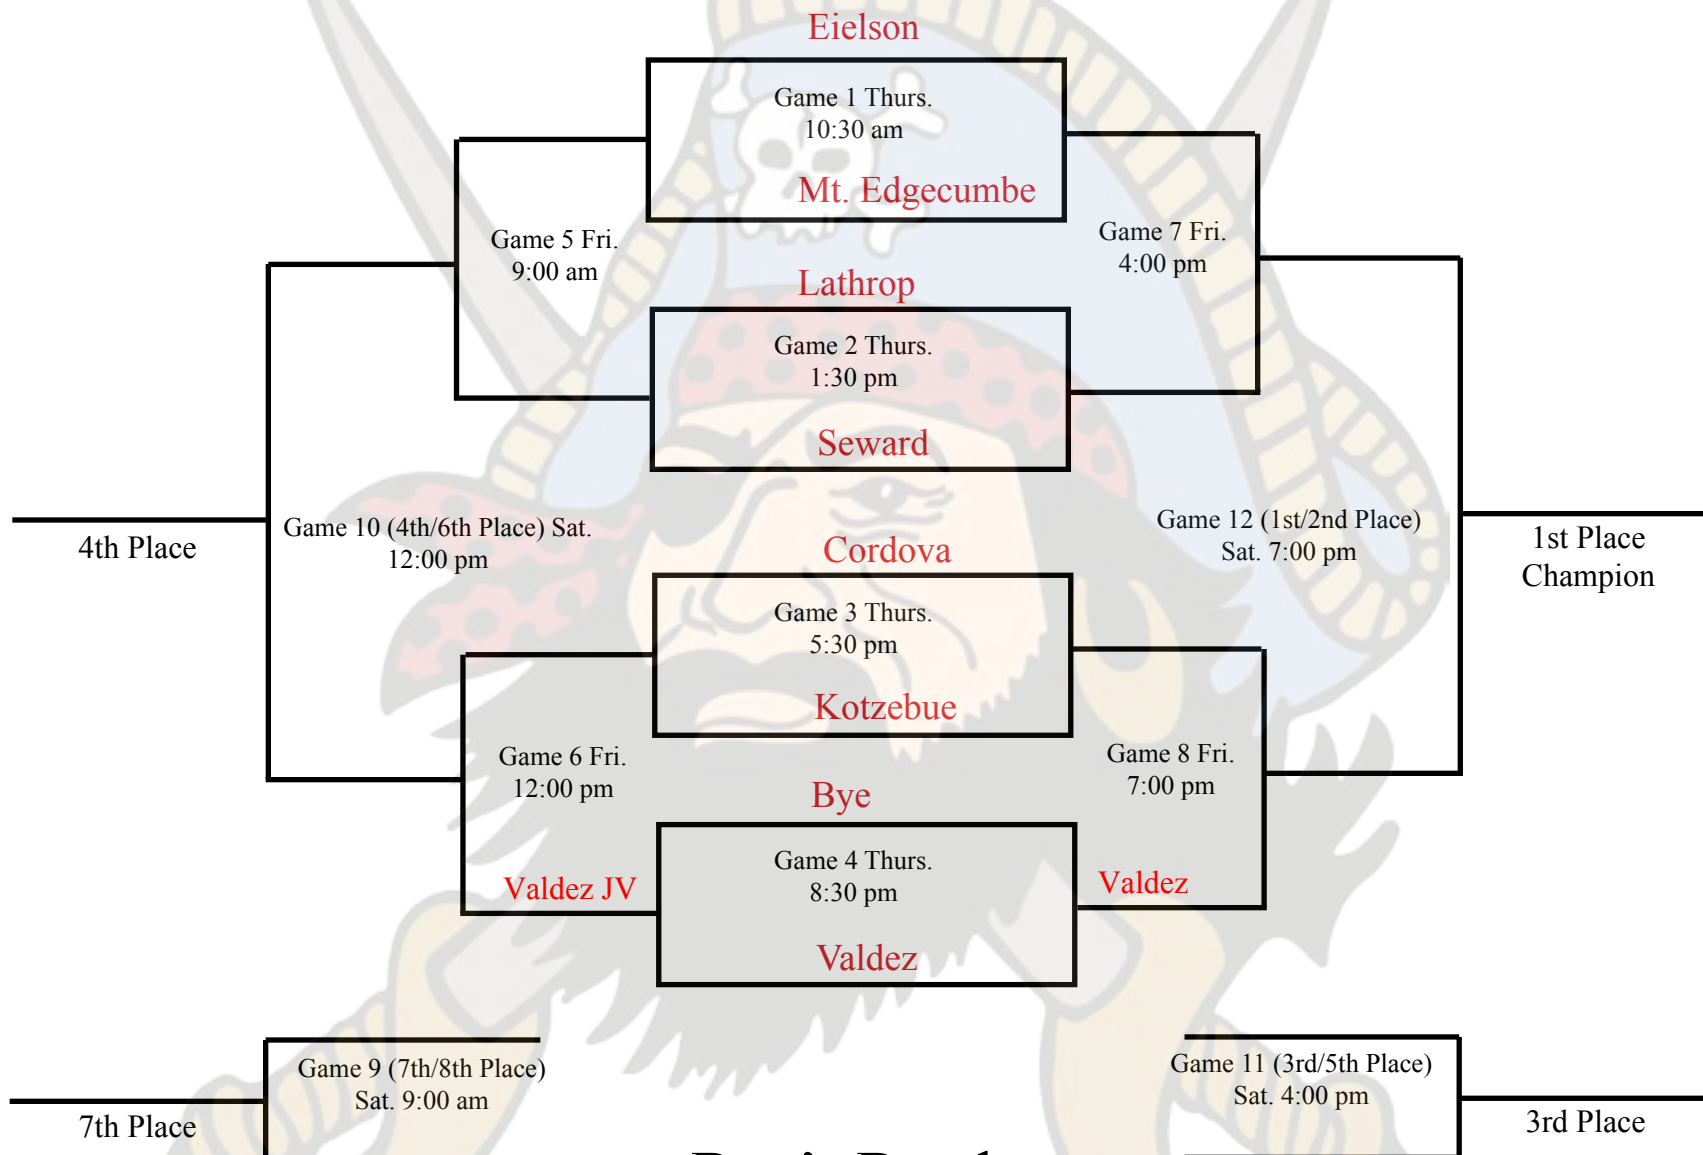 Eielson
Game 1 Thurs.
10:30 am
Mt. Edgecumbe
Game 5 Fri.
9:00 am
Game 7 Fri.
4:00 pm
Lathrop
Game 2 Thurs.
1:30 pm
Seward
4th Place
Game 10 (4th/6th Place) Sat.
12:00 pm
Game 12 (1st/2nd Place)
Sat. 7:00 pm
1st Place
Champion
Cordova
Game 3 Thurs.
5:30 pm
Kotzebue
Game 6 Fri.
12:00 pm
Game 8 Fri.
7:00 pm
Bye
Game 4 Thurs.
8:30 pm
Valdez JV
Valdez
Valdez
Game 9 (7th/8th Place)
Sat. 9:00 am
7th Place
Game 11 (3rd/5th Place)
Sat. 4:00 pm
3rd Place